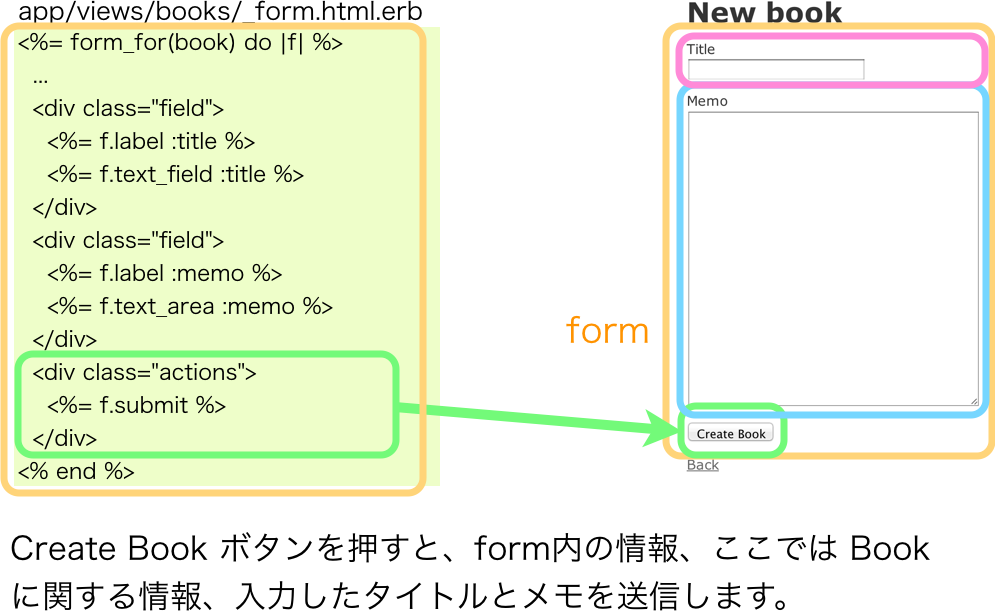 app/views/books/_form.html.erb
<%= form_for(book) do |f| %>
...
<div class="field">
<%= f.label :title %>
<%= f.text_field :title %>
</div>
<div class="field">
<%= f.label :memo %>
<%= f.text_area :memo %>
</div>
<div class="actions">
<%= f.submit %>
</div>
<% end %>
form
New book
Title
Memo
Create Book
Back
Create Book ボタンを押すと、form内の情報、ここでは Book
に関する情報、入力したタイトルとメモを送信します。